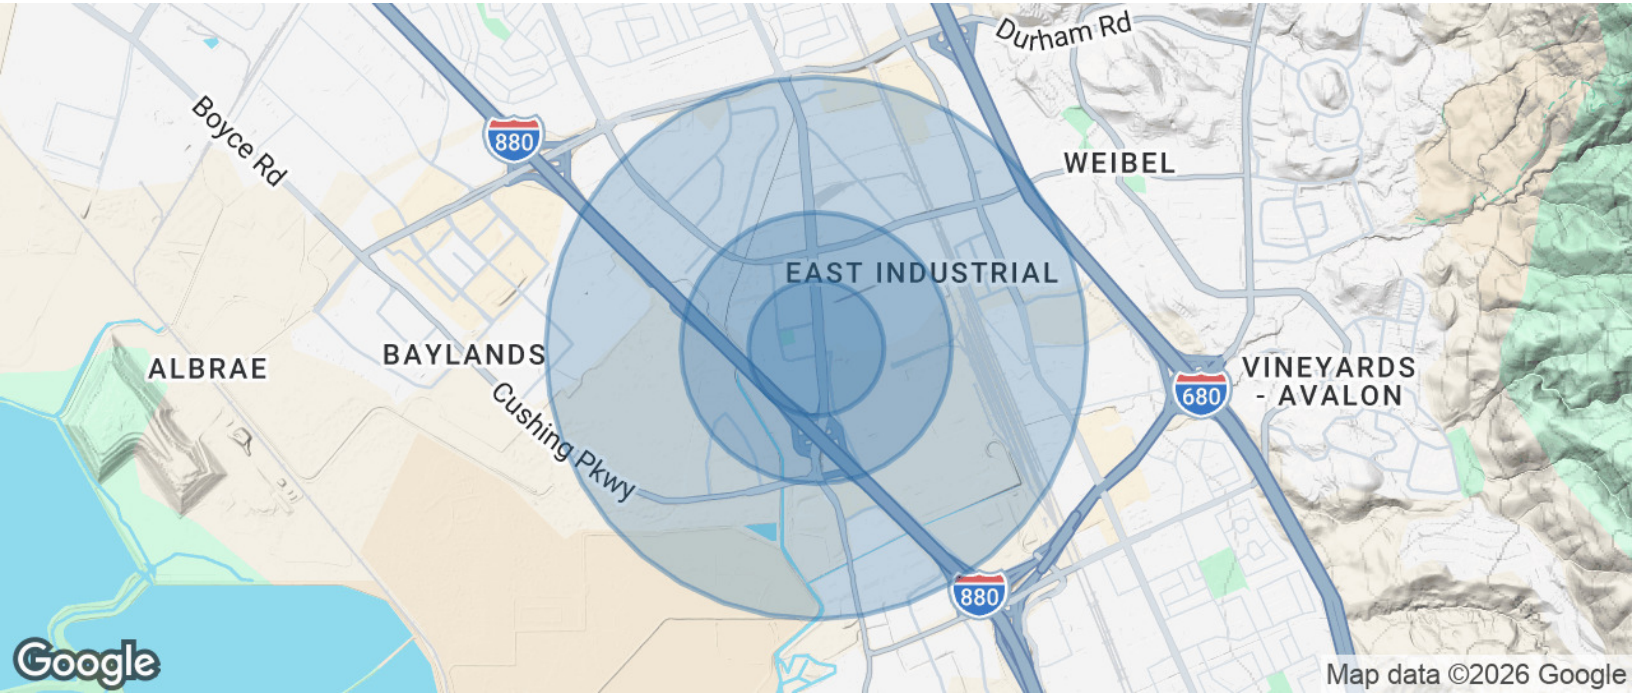 Durham Rd
880
Boyce Rd
WEIBEL
EAST INDUSTRIAL
BAYLANDS
ALBRAE
VINEYARDS
- AVALON
680
Cushing Pkwy
880
Google
Map data ©2026 Google